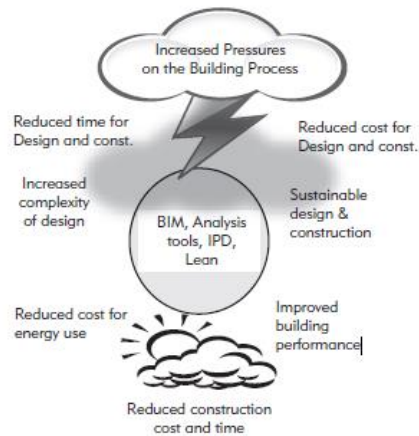 Increased Pressures
on the Building Process
Reduced time for
Design and const.
Reduced cost for
Design and const.
Increased
complexity
of design
Sustainable
design &
construction
BIM, Analysis
tools, IPD,
Lean
Reduced cost for
energy use
Improved
building
performance
Reduced construction
cost and time